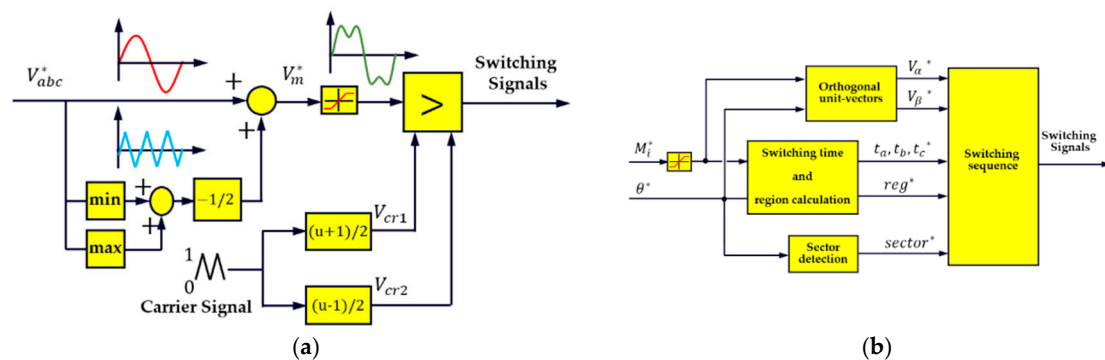 V*abc
+
+
V*m
>
Switching
Signals
min
max
+
+
−1/2
1
0
Carrier Signal
(u+1)/2
(u-1)/2
Vcr1
Vcr2
(a)
M*i
θ*
Orthogonal
unit-vectors
Vα*
Vβ*
Switching time
and
region calculation
ta, tb, tc*
reg*
Sector
detection
sector*
Switching
sequence
Switching
Signals
(b)